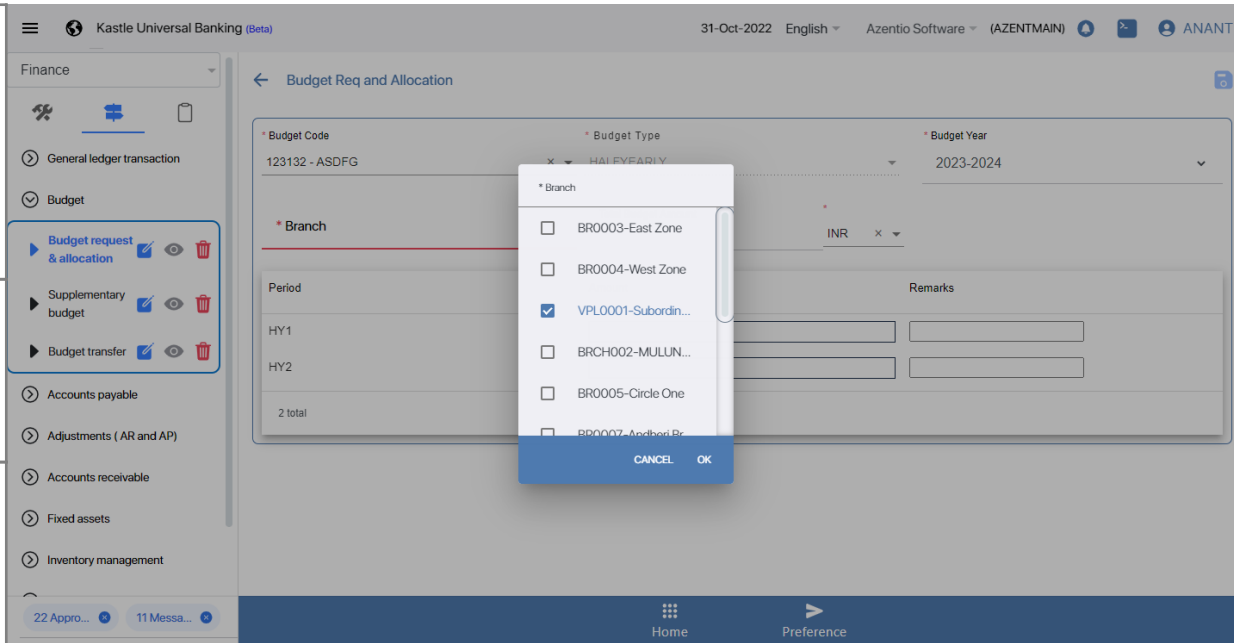 Kastle Universal Banking (Beta)
31-Oct-2022 English Azentio Software (AZENTMAIN) ANANT
Finance
Budget Req and Allocation
General ledger transaction
Budget
Budget request
& allocation
Supplementary
budget
Budget transfer
Accounts payable
Adjustments ( AR and AP)
Accounts receivable
Fixed assets
Inventory management
22 Appro...
11 Messa...
* Budget Code
* Budget Type
* Budget Year
123132 - ASDFG
HALFYEARLY
2023-2024
* Branch
*
INR
Period
Remarks
HY1
HY2
2 total
* Branch
BR0003-East Zone
BR0004-West Zone
VPL0001-Subordin...
BRCH002-MULUN...
BR0005-Circle One
BR0007-Andheri Br
CANCEL OK
Home
Preference